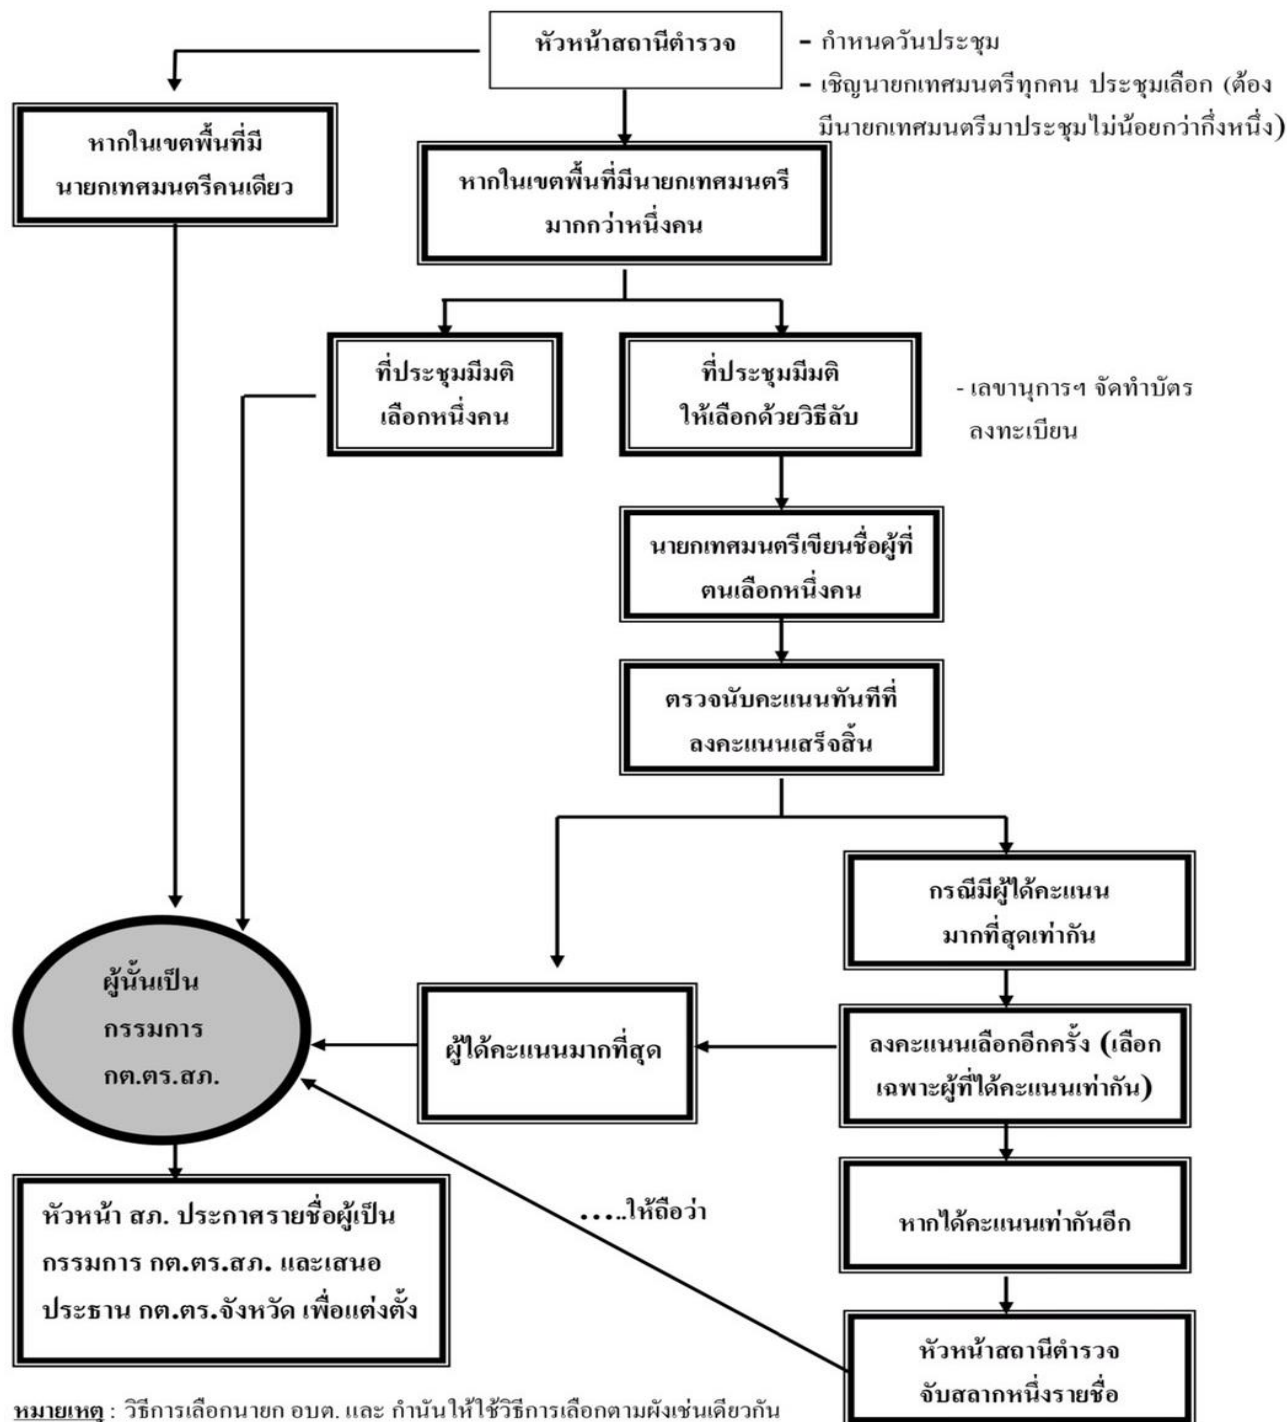 หัวหน้าสถานีตำรวจ
- กำหนดวันประชุม
- เชิญนายกเทศมนตรีทุกคน ประชุมเลือก (ต้อง
มีนายกเทศมนตรีมาประชุมไม่น้อยกว่ากึ่งหนึ่ง)
หากในเขตพื้นที่มี
นายกเทศมนตรีคนเดียว
หากในเขตพื้นที่มีนายกเทศมนตรี
มากกว่าหนึ่งคน
ที่ประชุมมีมติ
เลือกหนึ่งคน
ที่ประชุมมีมติ
ให้เลือกด้วยวิธีลับ
- เลขานุการฯ จัดทำบัตร
ลงทะเบียน
นายกเทศมนตรีเขียนชื่อผู้ที่
ตนเลือกหนึ่งคน
ตรวจนับคะแนนทันทีที่
ลงคะแนนเสร็จสิ้น
กรณีมีผู้ได้คะแนน
มากที่สุดเท่ากัน
ผู้นั้นเป็น
กรรมการ
กต.ตร.สภ.
ผู้ได้คะแนนมากที่สุด
ลงคะแนนเลือกอีกครั้ง (เลือก
เฉพาะผู้ที่ได้คะแนนเท่ากัน)
หัวหน้า สภ. ประกาศรายชื่อผู้เป็น
กรรมการ กต.ตร.สภ. และเสนอ
ประธาน กต.ตร.จังหวัด เพื่อแต่งตั้ง
.....ให้ถือว่า
หากได้คะแนนเท่ากันอีก
หัวหน้าสถานีตำรวจ
จับสลากหนึ่งรายชื่อ
หมายเหตุ : วิธีการเลือกนายก อบต. และ กำนันให้ใช้วิธีการเลือกตามผังเช่นเดียวกัน